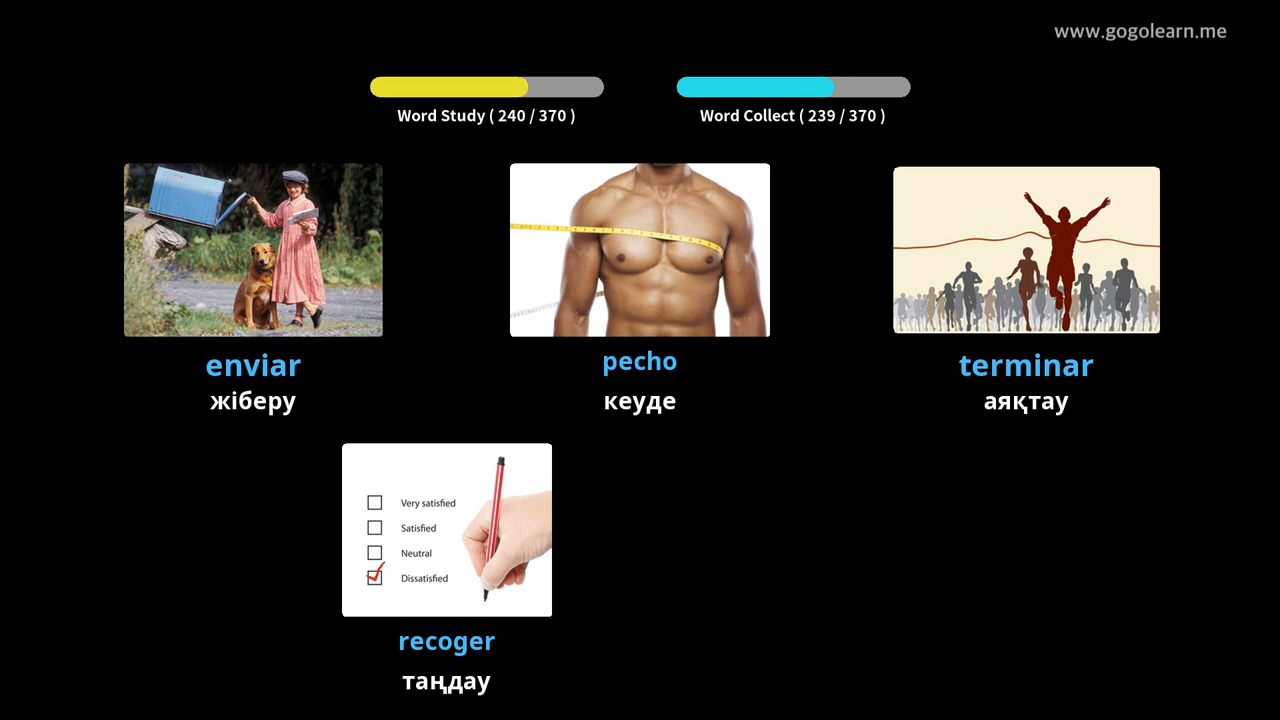 www.gogolearn.me
Word Study ( 240 / 370 )
Word Collect ( 239 / 370 )
enviar
жіберу
pecho
кеуде
terminar
аяқтау
Very satisfied
Satisfied
Neutral
Dissatisfied
recoger
таңдау